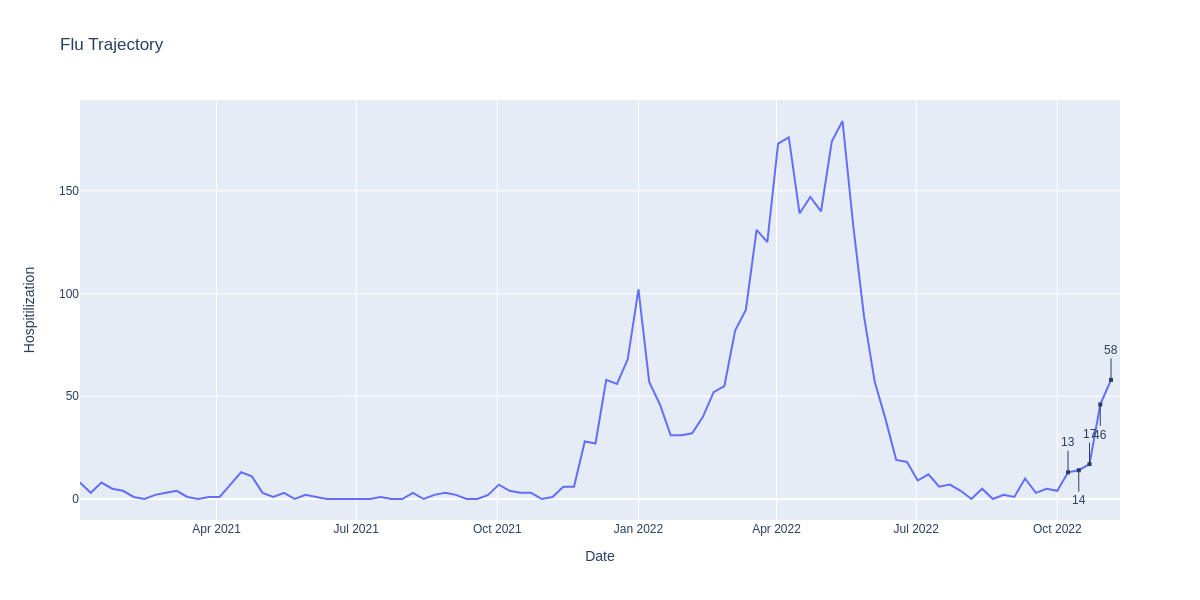 Flu Trajectory
Hospitilization
150
100
50
0
58
13
17
46
14
Apr 2021
Jul 2021
Oct 2021
Jan 2022
Apr 2022
Jul 2022
Oct 2022
Date